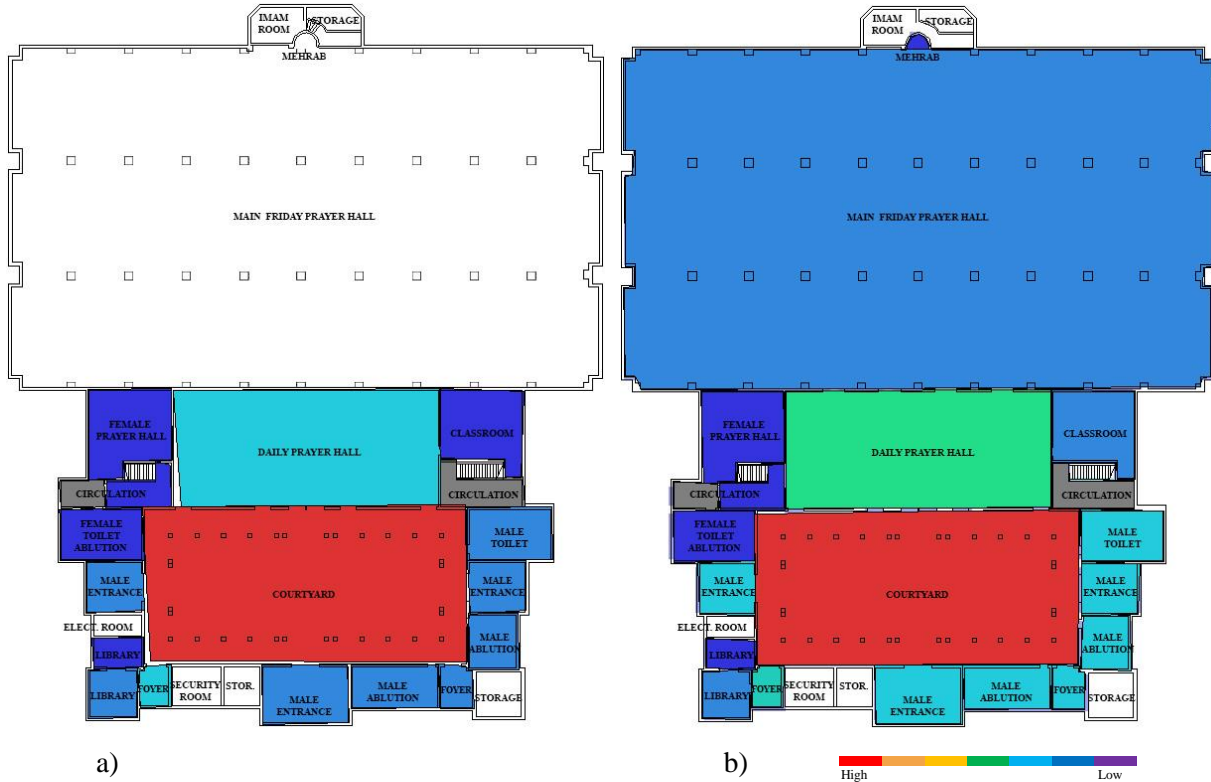 IMAM
ROOM
STORAGE
MEHRAB
MAIN FRIDAY PRAYER HALL
FEMALE
PRAYER HALL
DAILY PRAYER HALL
CLASSROOM
CIRCULATION
CIRCULATION
FEMALE
TOILET
ABLUTION
MALE
TOILET
MALE
ENTRANCE
COURTYARD
MALE
ENTRANCE
ELECT. ROOM
LIBRARY
MALE
ABLUTION
LIBRARY
FOYER
SECURITY
ROOM
STOR.
MALE
ENTRANCE
MALE
ABLUTION
FOYER
STORAGE
a)
IMAM
ROOM
STORAGE
MEHRAB
MAIN FRIDAY PRAYER HALL
FEMALE
PRAYER HALL
DAILY PRAYER HALL
CLASSROOM
CIRCULATION
CIRCULATION
FEMALE
TOILET
ABLUTION
MALE
TOILET
MALE
ENTRANCE
COURTYARD
MALE
ENTRANCE
ELECT. ROOM
LIBRARY
MALE
ABLUTION
LIBRARY
FOYER
SECURITY
ROOM
STOR.
MALE
ENTRANCE
MALE
ABLUTION
FOYER
STORAGE
b)
High
Low